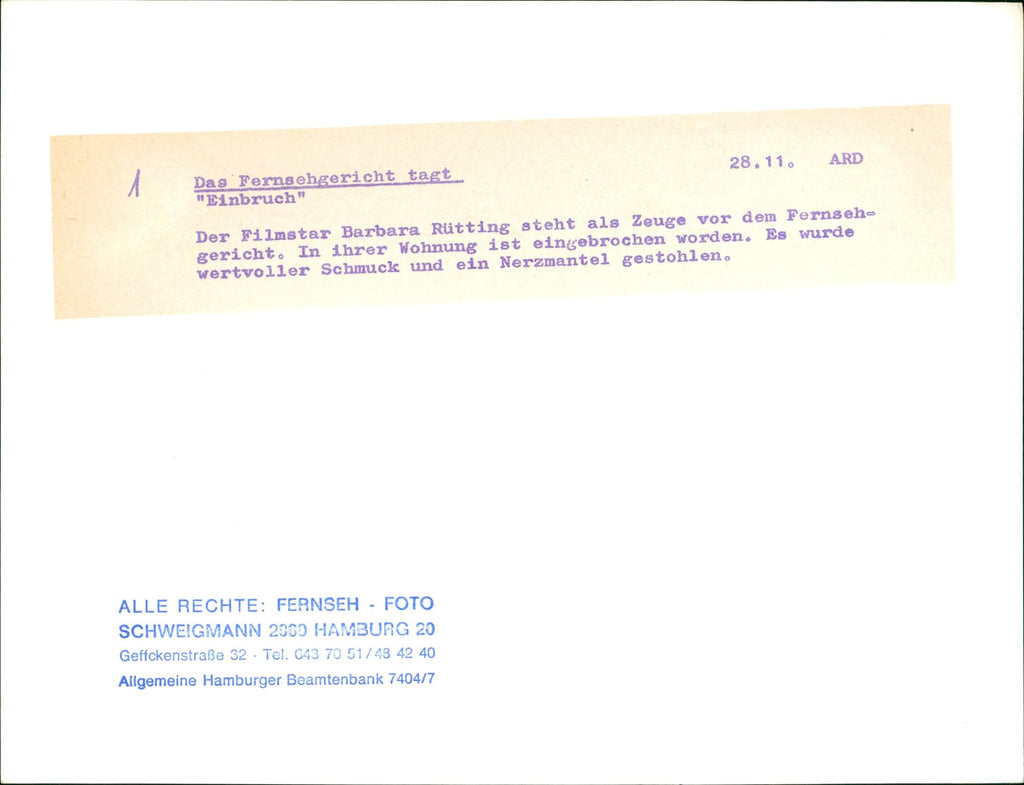 1
28.11. ARD
Das Fernsehgericht tagt
"Einbruch"
Der Filmstar Barbara Rütting steht als Zeuge vor dem Fernseh-
gericht. In ihrer Wohnung ist eingebrochen worden. Es wurde
wertvoller Schmuck und ein Nerzmantel gestohlen.
ALLE RECHTE: FERNSEH - FOTO
SCHWEIGMANN HAMBURG 20
Geffckenstraße 32 · Tel. 70 51/48 42 40
Allgemeine Hamburger Beamtenbank 7404/7